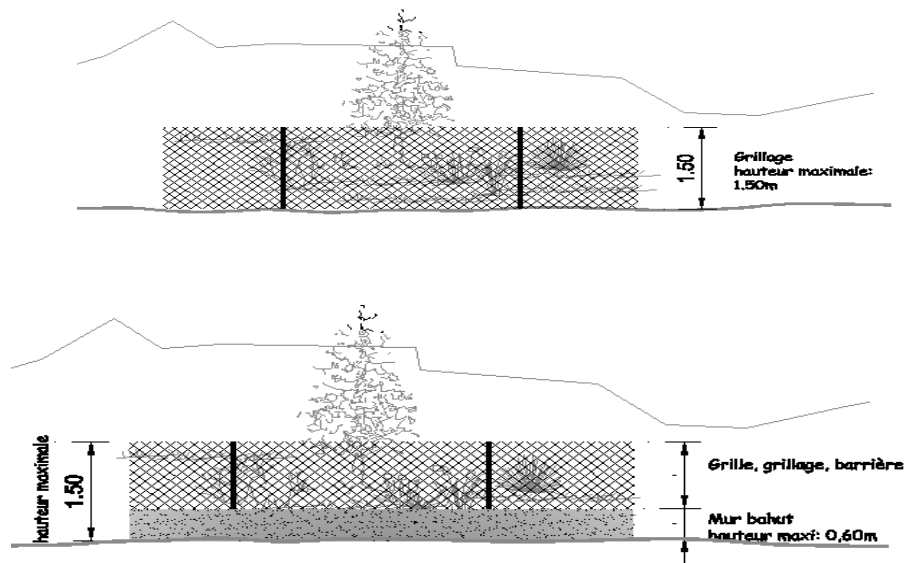 1.50
Grillage
hauteur maximale:
1,50m
hauteur maximale
1.50
Grille, grillage, barrière
Mur bahut
hauteur maxi: 0,60m